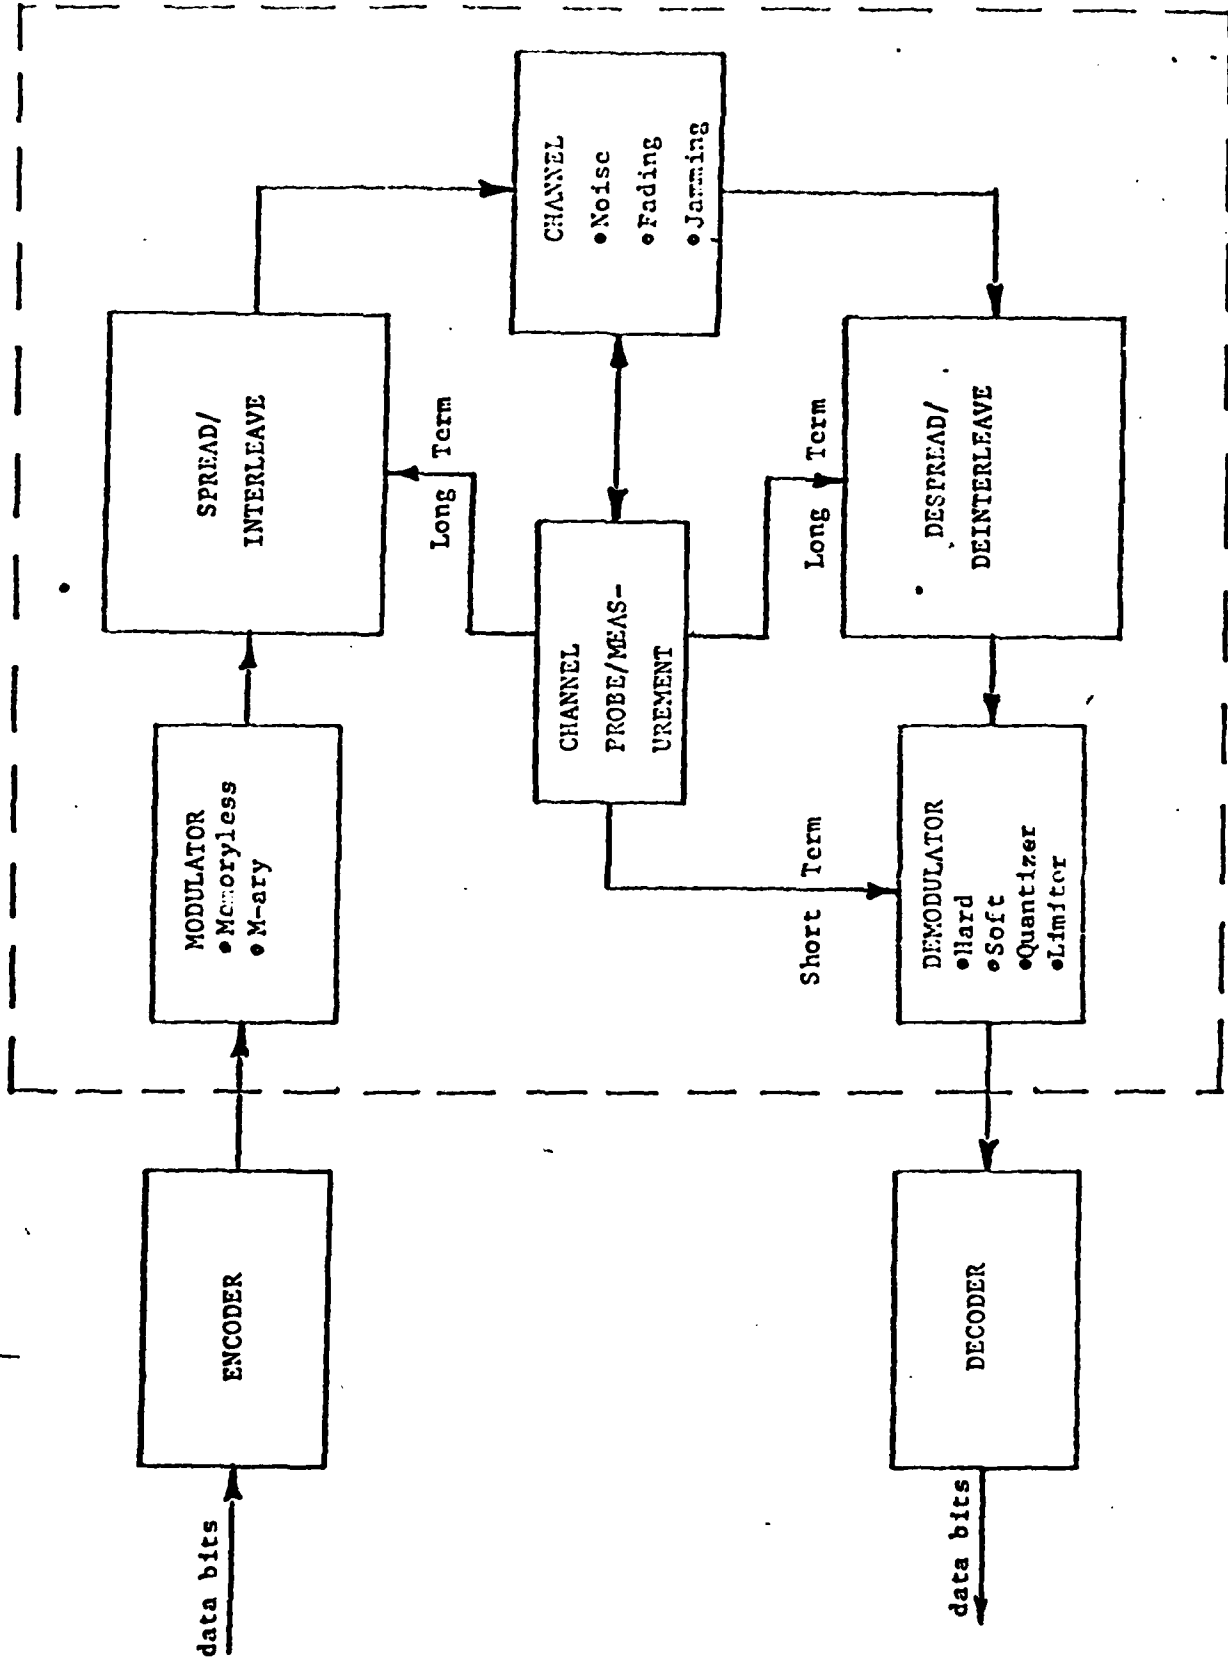 data bits
ENCODER
MODULATOR
•Memoryless
•M-ary
SPREAD/
INTERLEAVE
Long Term
CHANNEL
•Noise
•Fading
•Jamming
CHANNEL
PROBE/MEAS-
UREMENT
Long Term
Short Term
DESPREAD/
DEINTERLEAVE
DEMODULATOR
•Hard
•Soft
•Quantizer
•Limiter
DECODER
data bits